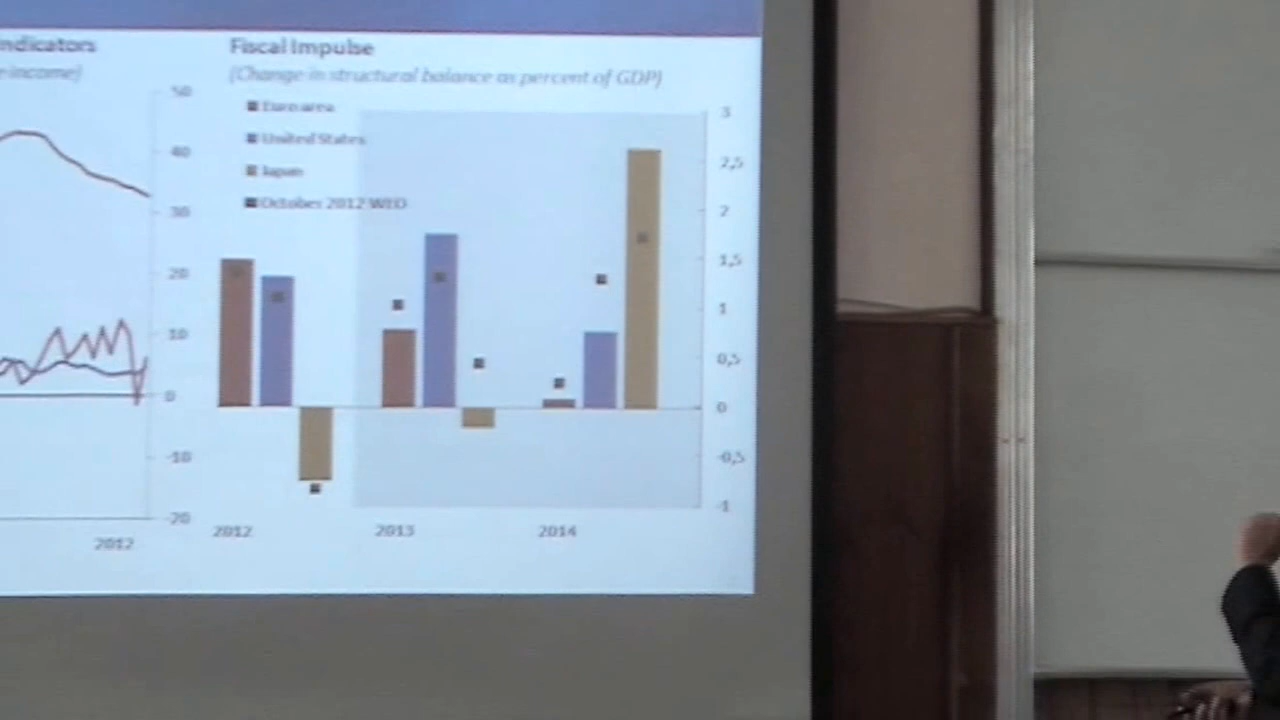 ndicators
e income)
50
40
30
20
10
0
-10
-20
2012
Fiscal Impulse
(Change in structural balance as percent of GDP)
Euro area
United States
Japan
October 2012 WEO
3
2,5
2
1,5
1
0,5
0
-0,5
-1
2012
2013
2014